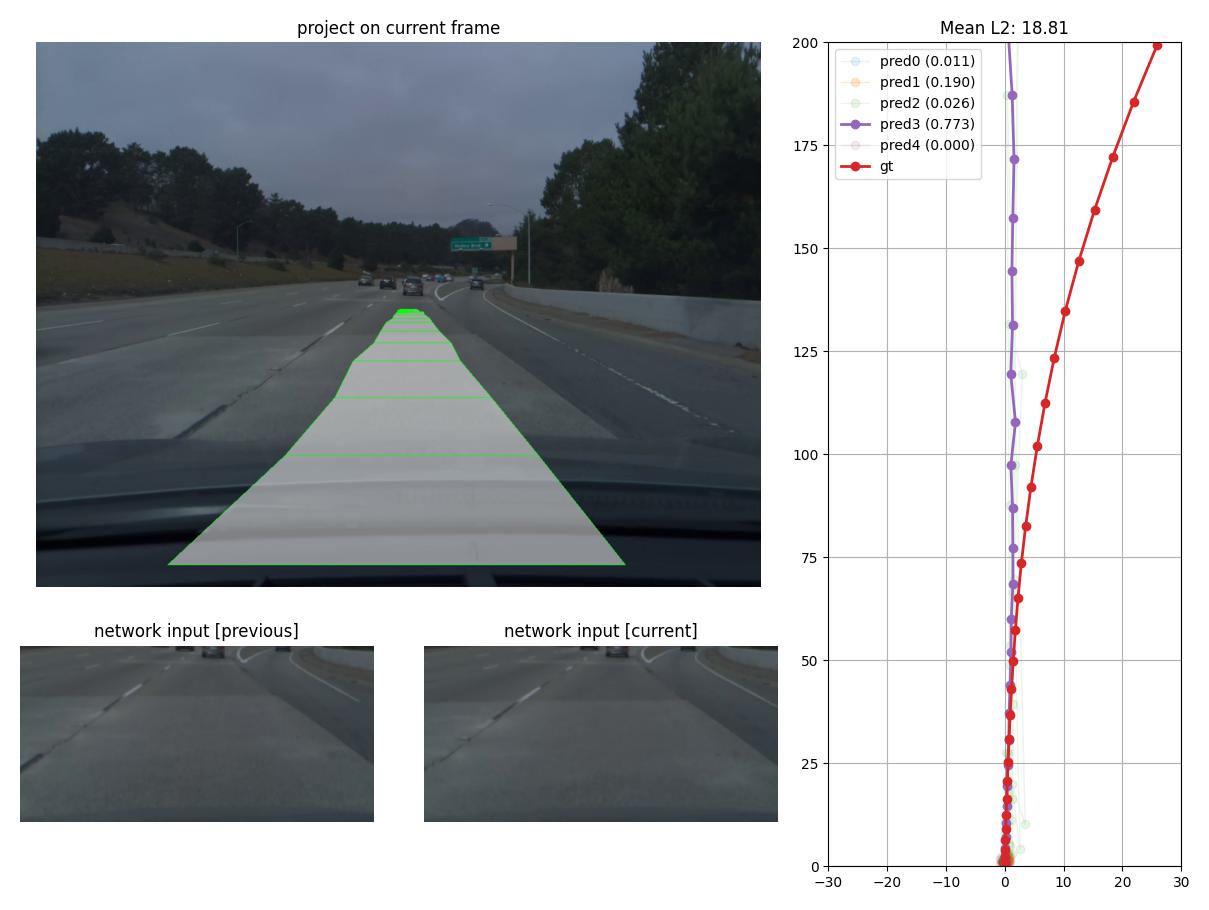 project on current frame
Mean L2: 18.81
200
175
150
125
100
75
50
25
0
−30
−20
−10
0
10
20
30
pred0 (0.011)
pred1 (0.190)
pred2 (0.026)
pred3 (0.773)
pred4 (0.000)
gt
network input [previous]
network input [current]